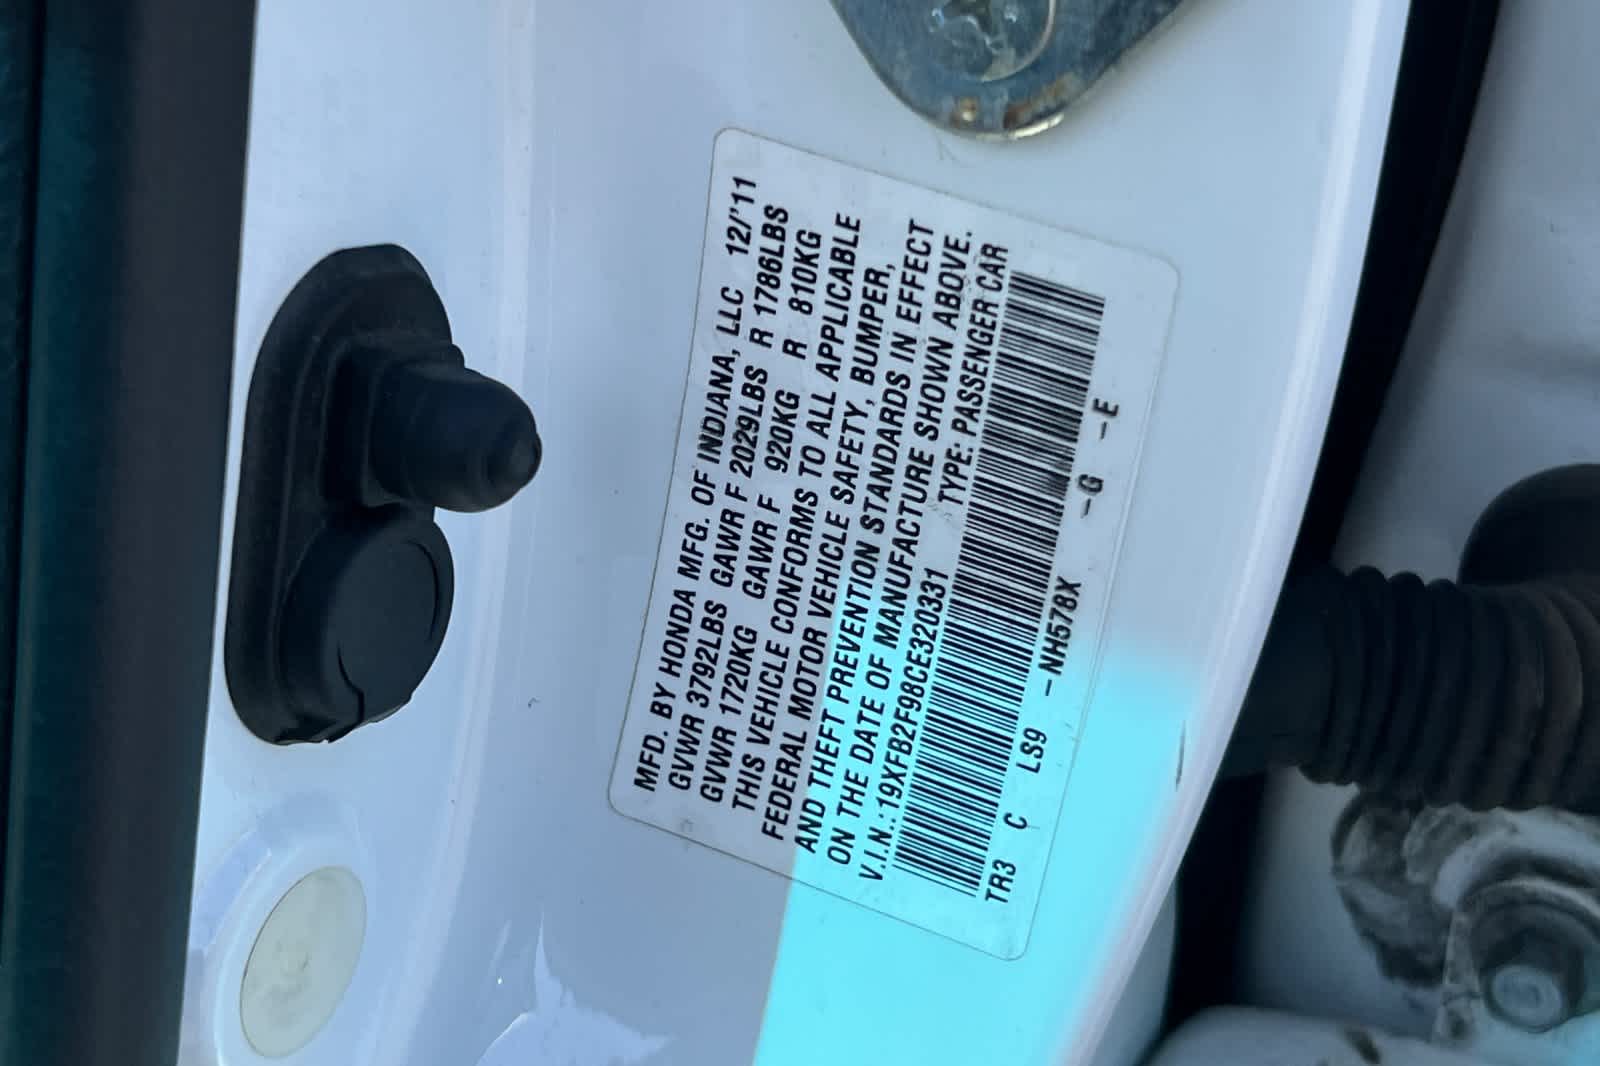 MFD. BY HONDA MFG. OF INDIANA, LLC 12/'11
GVWR 3792LBS GAWR F 2029LBS R 1786LBS
GVWR 1720KG GAWR F 920KG R 810KG
THIS VEHICLE CONFORMS TO ALL APPLICABLE
FEDERAL MOTOR VEHICLE SAFETY, BUMPER,
AND THEFT PREVENTION STANDARDS IN EFFECT
ON THE DATE OF MANUFACTURE SHOWN ABOVE.
V.I.N.: 19XFB2F98CE320331 TYPE: PASSENGER CAR
TR3 C LS9 -NH578X -G -E